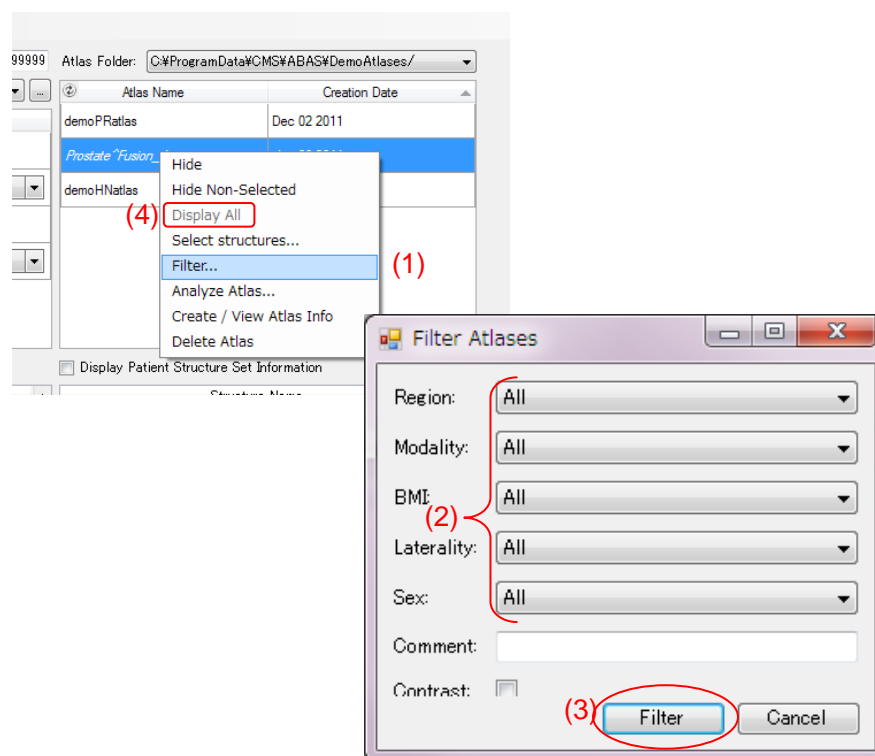 99999 Atlas Folder: C:¥ProgramData¥CMS¥ABAS¥DemoAtlases/
... Atlas Name Creation Date
demoPRatlas Dec 02 2011
Prostate^Fusion_
demoHNatlas
Hide
Hide Non-Selected
(4) Display All
Select structures...
Filter... (1)
Analyze Atlas...
Create / View Atlas Info
Delete Atlas
Display Patient Structure Set Information
Structure Name
Filter Atlases
Region: All
Modality: All
BMI: All
(2)
Laterality: All
Sex: All
Comment:
Contrast:
(3) Filter Cancel